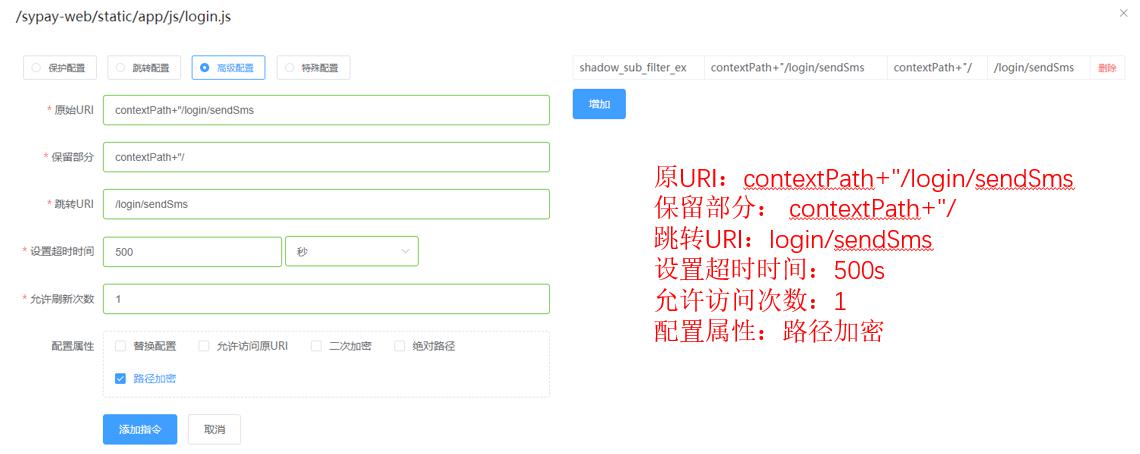 /sypay-web/static/app/js/login.js
保护配置 跳转配置 高级配置 特殊配置
* 原始URI contextPath+"/login/sendSms
* 保留部分 contextPath+"/
* 跳转URI /login/sendSms
* 设置超时时间 500 秒
* 允许刷新次数 1
配置属性 替换配置 允许访问原URI 二次加密 绝对路径
路径加密
添加指令 取消
shadow_sub_filter_ex contextPath+"/login/sendSms contextPath+"/ /login/sendSms 删除
增加
原URI：contextPath+"/login/sendSms
保留部分： contextPath+"/
跳转URI：login/sendSms
设置超时时间：500s
允许访问次数：1
配置属性：路径加密